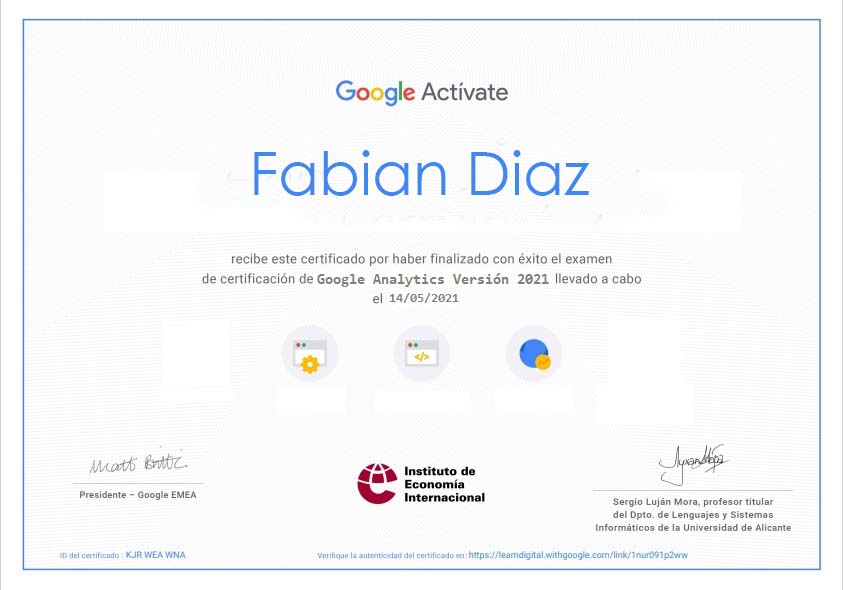 Google Actívate
Fabian Diaz
recibe este certificado por haber finalizado con éxito el examen
de certificación de Google Analytics Versión 2021 llevado a cabo
el 14/05/2021
</>
Matt Brittin
Presidente – Google EMEA
Instituto de
Economía
Internacional
Sergio Luján Mora, profesor titular
del Dpto. de Lenguajes y Sistemas
Informáticos de la Universidad de Alicante
ID del certificado : KJR WEA WNA
Verifique la autenticidad del certificado en: https://learndigital.withgoogle.com/link/1nur091p2ww